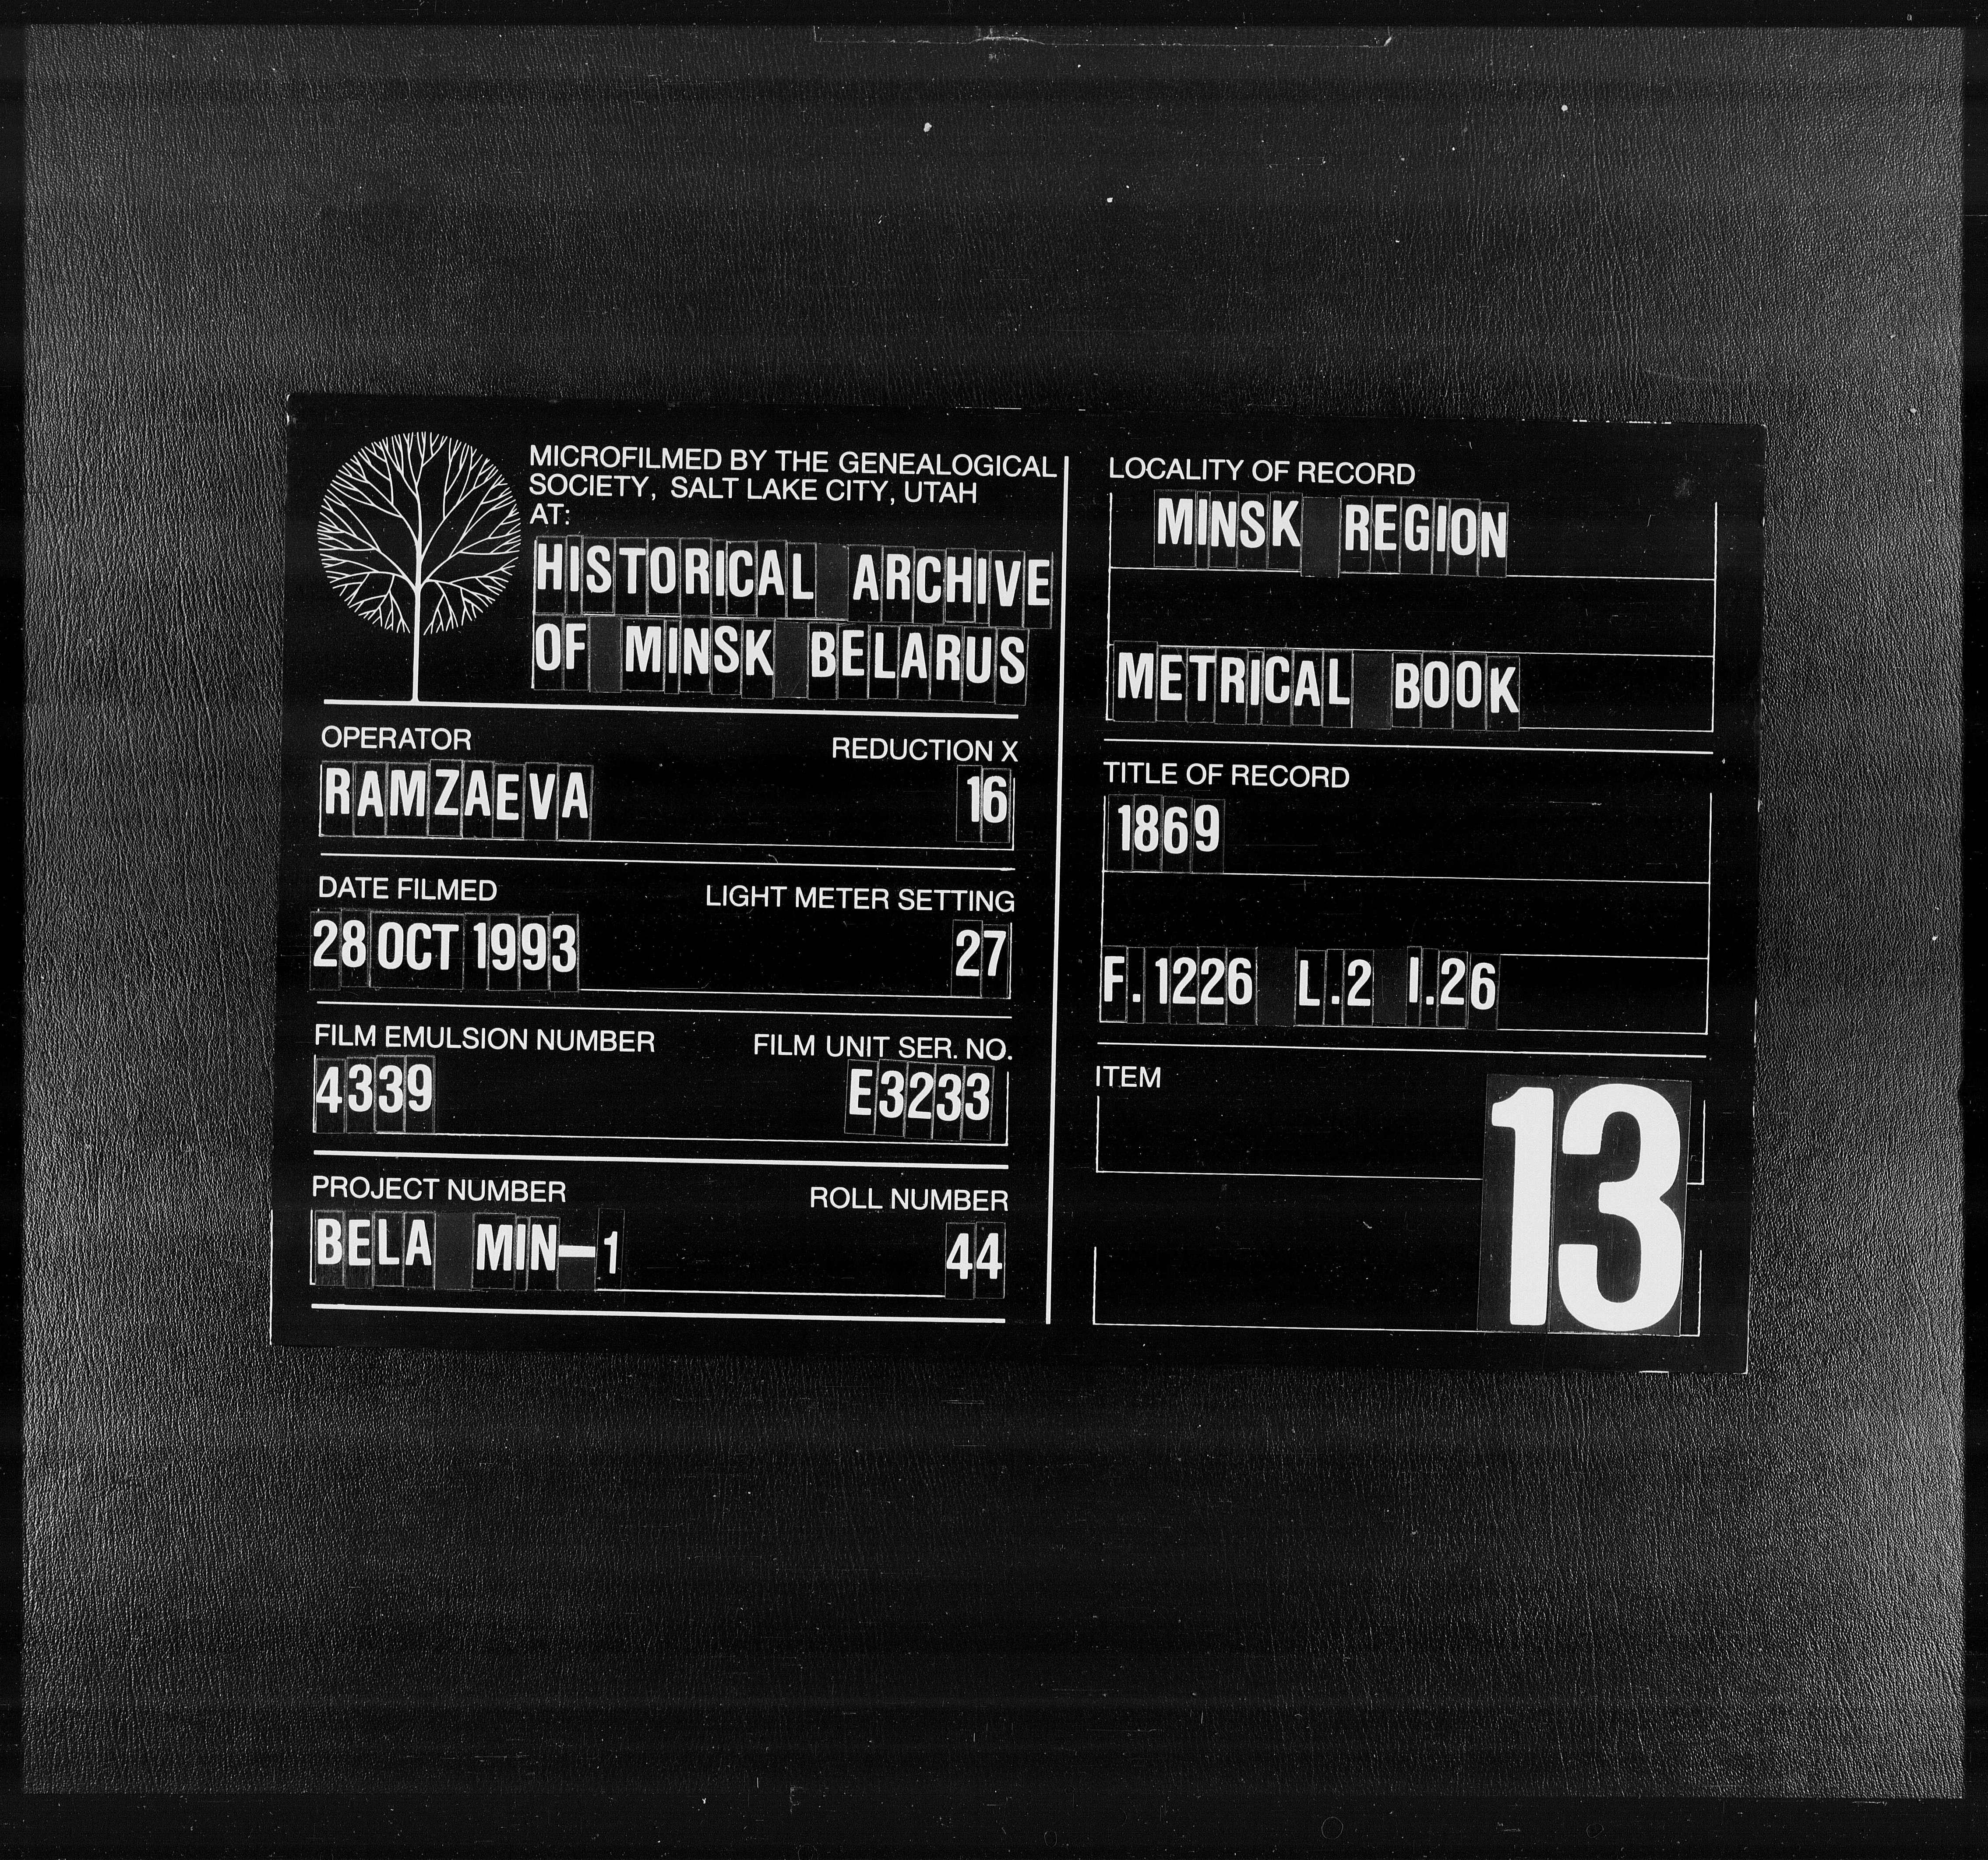 MICROFILMED BY THE GENEALOGICAL
SOCIETY, SALT LAKE CITY, UTAH
AT:
HISTORICAL ARCHIVE
OF MINSK BELARUS
OPERATOR REDUCTION X
RAMZAEVA 16
DATE FILMED LIGHT METER SETTING
28 OCT 1993 27
FILM EMULSION NUMBER FILM UNIT SER. NO.
4339 E3233
PROJECT NUMBER ROLL NUMBER
BELA MIN-1 44
LOCALITY OF RECORD
MINSK REGION
METRICAL BOOK
TITLE OF RECORD
1869
F. 1226 L.2 I.26
ITEM
13